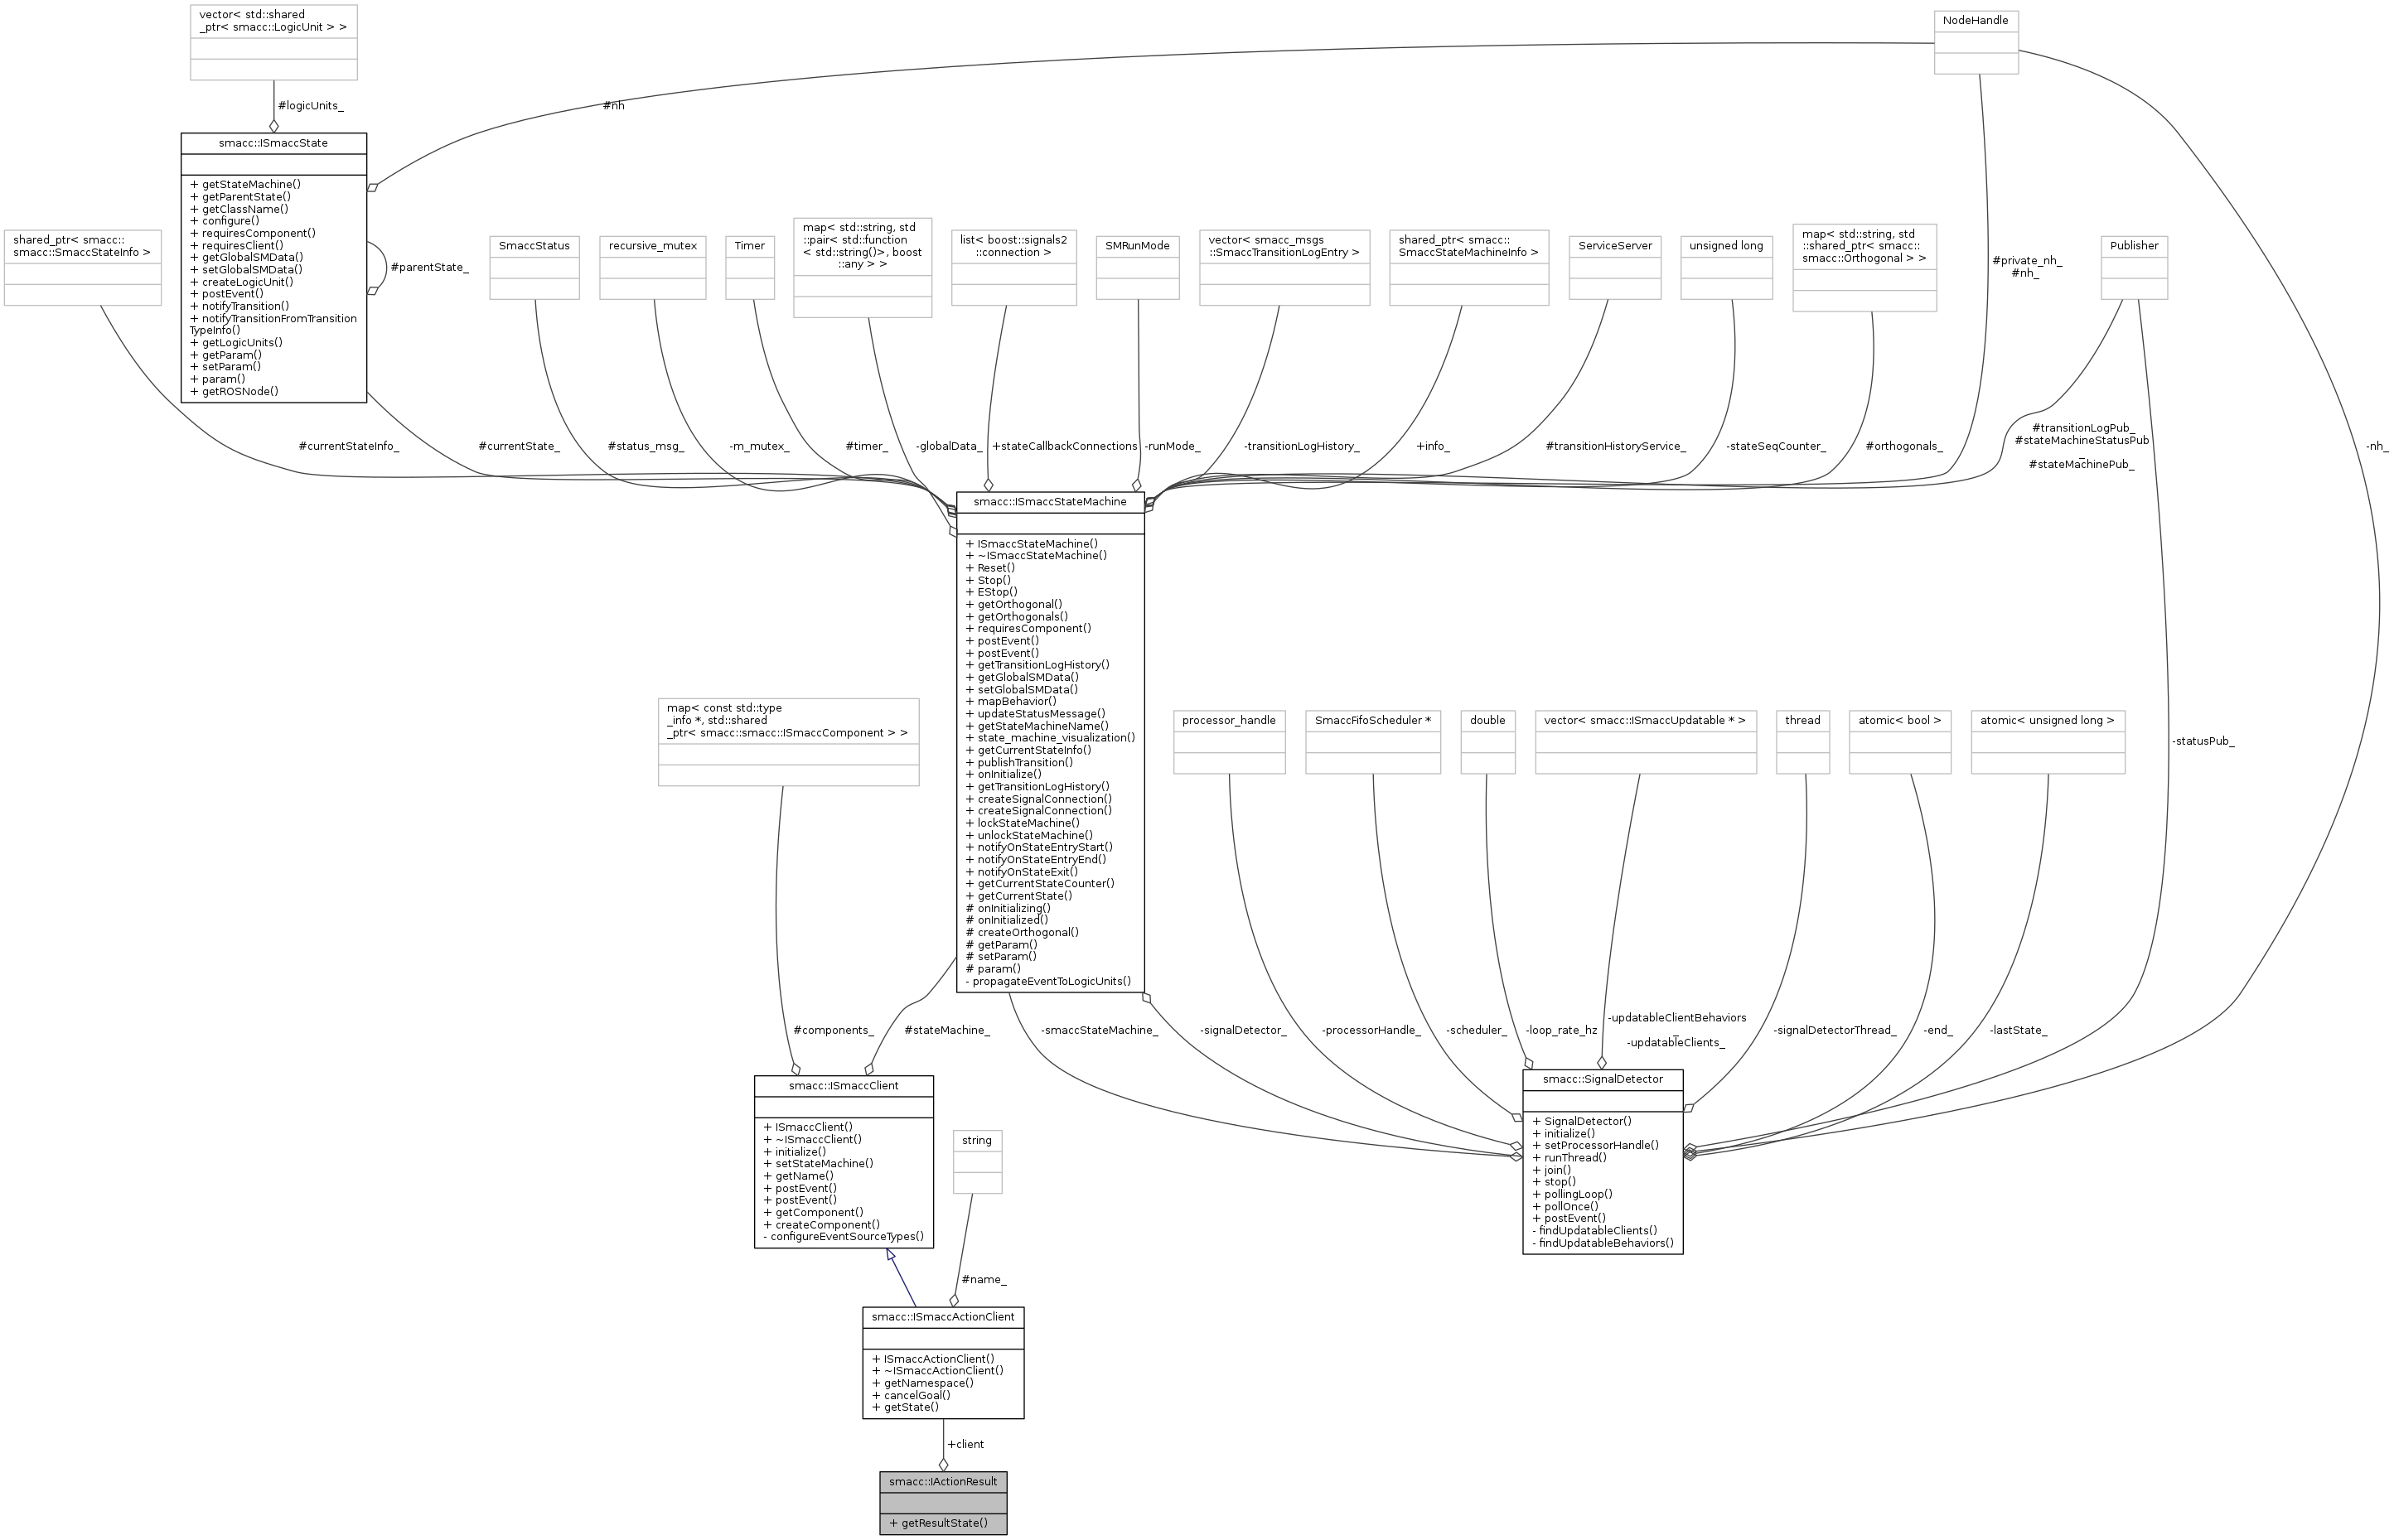 vector< std::shared
_ptr< smacc::LogicUnit > >
NodeHandle
#logicUnits_
#nh
smacc::ISmaccState
+ getStateMachine()
+ getParentState()
+ getClassName()
+ configure()
+ requiresComponent()
+ requiresClient()
+ getGlobalSMData()
+ setGlobalSMData()
+ createLogicUnit()
+ postEvent()
+ notifyTransition()
+ notifyTransitionFromTransition
TypeInfo()
+ getLogicUnits()
+ getParam()
+ setParam()
+ param()
+ getROSNode()
#parentState_
shared_ptr< smacc::
smacc::SmaccStateInfo >
SmaccStatus
recursive_mutex
Timer
map< std::string, std
::pair< std::function
< std::string()>, boost
::any > >
list< boost::signals2
::connection >
SMRunMode
vector< smacc_msgs
::SmaccTransitionLogEntry >
shared_ptr< smacc::
SmaccStateMachineInfo >
ServiceServer
unsigned long
map< std::string, std
::shared_ptr< smacc::
smacc::Orthogonal > >
Publisher
#private_nh_
#nh_
#currentStateInfo_
#currentState_
#status_msg_
-m_mutex_
#timer_
-globalData_
+stateCallbackConnections
-runMode_
-transitionLogHistory_
+info_
#transitionHistoryService_
-stateSeqCounter_
#orthogonals_
#transitionLogPub_
#stateMachineStatusPub
_
#stateMachinePub_
-nh_
smacc::ISmaccStateMachine
+ ISmaccStateMachine()
+ ~ISmaccStateMachine()
+ Reset()
+ Stop()
+ EStop()
+ getOrthogonal()
+ getOrthogonals()
+ requiresComponent()
+ postEvent()
+ postEvent()
+ getTransitionLogHistory()
+ getGlobalSMData()
+ setGlobalSMData()
+ mapBehavior()
+ updateStatusMessage()
+ getStateMachineName()
+ state_machine_visualization()
+ getCurrentStateInfo()
+ publishTransition()
+ onInitialize()
+ getTransitionLogHistory()
+ createSignalConnection()
+ createSignalConnection()
+ lockStateMachine()
+ unlockStateMachine()
+ notifyOnStateEntryStart()
+ notifyOnStateEntryEnd()
+ notifyOnStateExit()
+ getCurrentStateCounter()
+ getCurrentState()
# onInitializing()
# onInitialized()
# createOrthogonal()
# getParam()
# setParam()
# param()
- propagateEventToLogicUnits()
map< const std::type
_info *, std::shared
_ptr< smacc::smacc::ISmaccComponent > >
processor_handle
SmaccFifoScheduler *
double
vector< smacc::ISmaccUpdatable * >
thread
atomic< bool >
atomic< unsigned long >
-statusPub_
#components_
#stateMachine_
-smaccStateMachine_
-signalDetector_
-processorHandle_
-scheduler_
-loop_rate_hz
-updatableClientBehaviors
_
-updatableClients_
-signalDetectorThread_
-end_
-lastState_
smacc::ISmaccClient
+ ISmaccClient()
+ ~ISmaccClient()
+ initialize()
+ setStateMachine()
+ getName()
+ postEvent()
+ postEvent()
+ getComponent()
+ createComponent()
- configureEventSourceTypes()
string
smacc::SignalDetector
+ SignalDetector()
+ initialize()
+ setProcessorHandle()
+ runThread()
+ join()
+ stop()
+ pollingLoop()
+ pollOnce()
+ postEvent()
- findUpdatableClients()
- findUpdatableBehaviors()
#name_
smacc::ISmaccActionClient
+ ISmaccActionClient()
+ ~ISmaccActionClient()
+ getNamespace()
+ cancelGoal()
+ getState()
+client
smacc::IActionResult
+ getResultState()